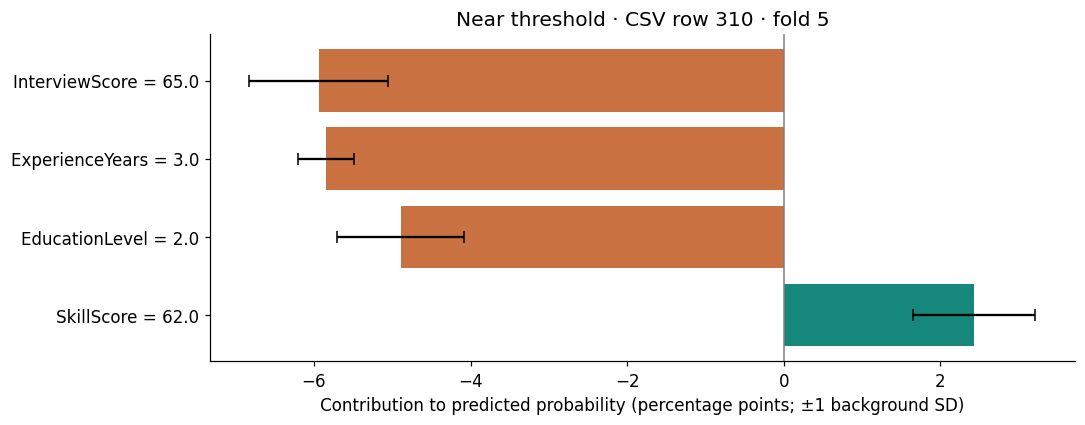 Near threshold · CSV row 310 · fold 5
InterviewScore = 65.0
ExperienceYears = 3.0
EducationLevel = 2.0
SkillScore = 62.0
−6 −4 −2 0 2
Contribution to predicted probability (percentage points; ±1 background SD)